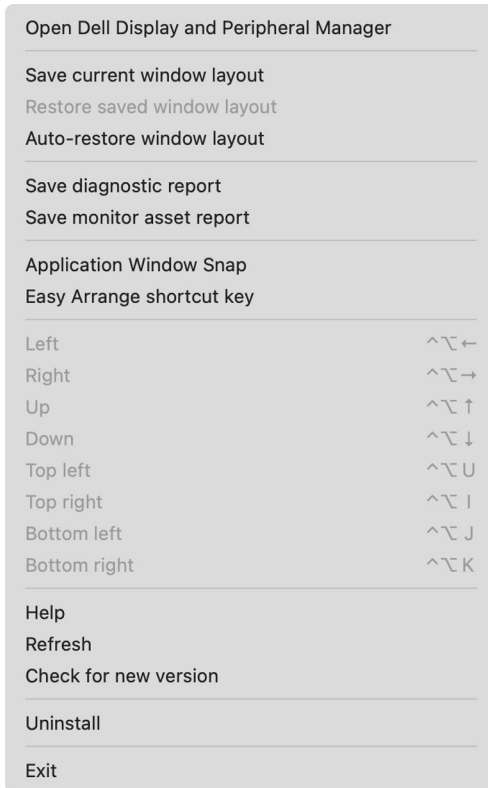 Open Dell Display and Peripheral Manager
Save current window layout
Restore saved window layout
Auto-restore window layout
Save diagnostic report
Save monitor asset report
Application Window Snap
Easy Arrange shortcut key
Left ^⌥←
Right ^⌥→
Up ^⌥↑
Down ^⌥↓
Top left ^⌥U
Top right ^⌥I
Bottom left ^⌥J
Bottom right ^⌥K
Help
Refresh
Check for new version
Uninstall
Exit